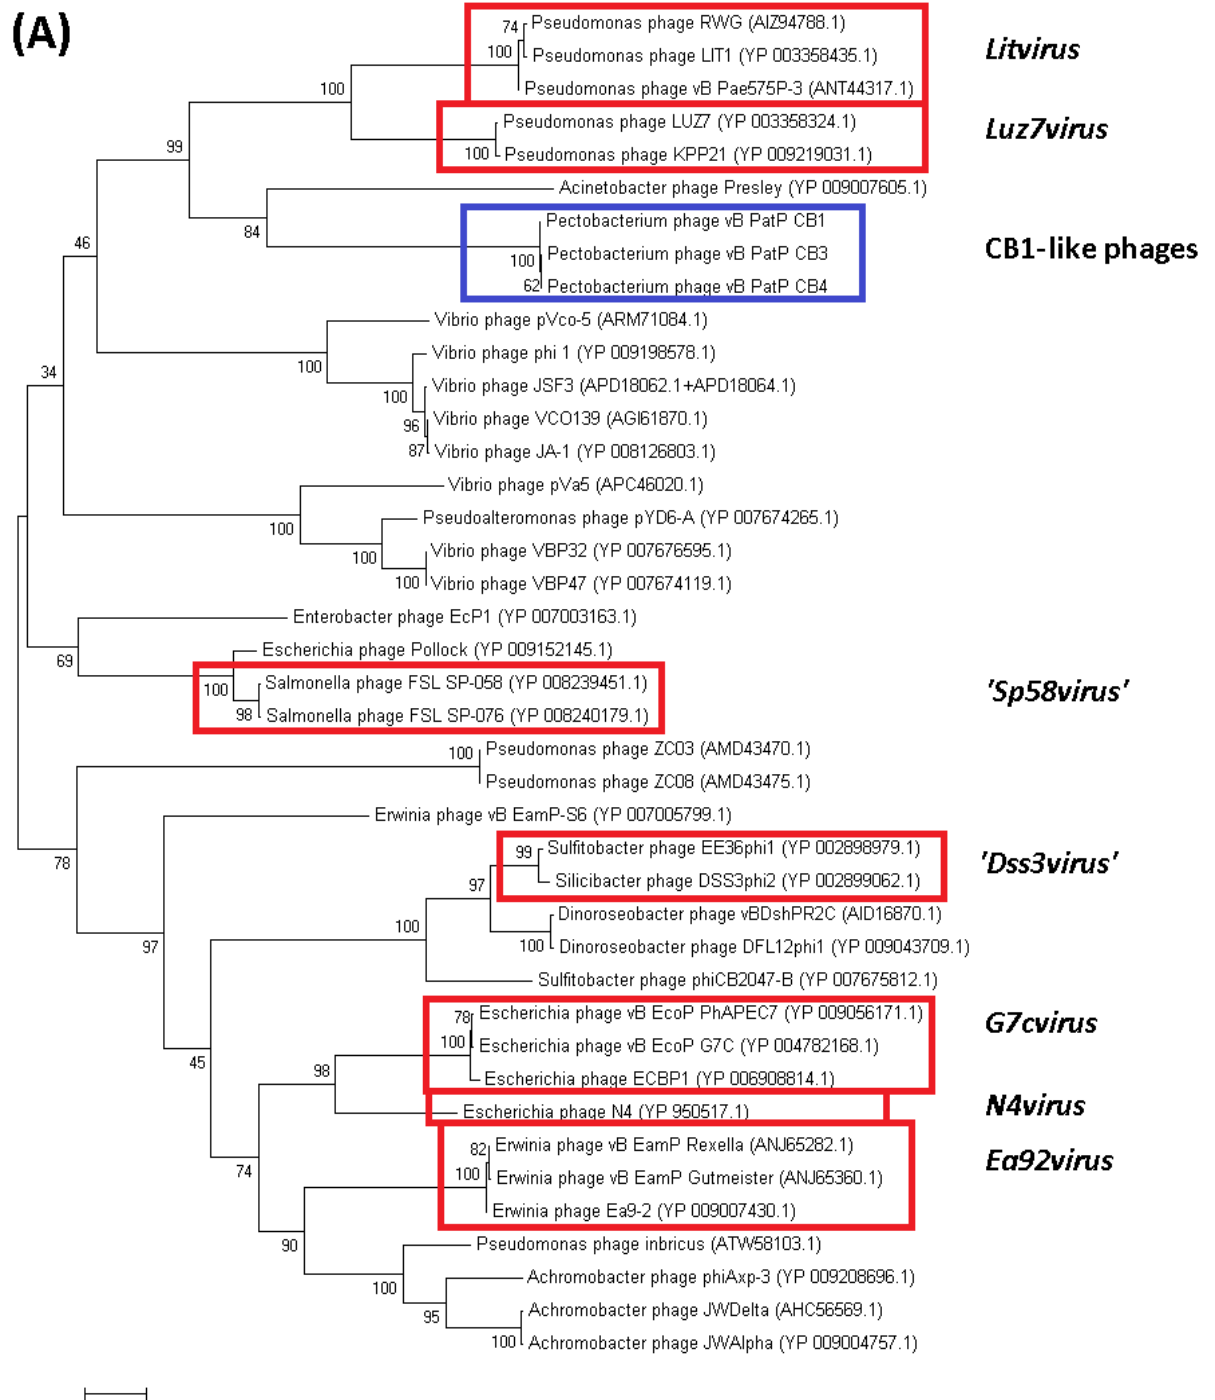 (A)
74
Pseudomonas phage RWG (AIZ94788.1)
Litvirus
100
Pseudomonas phage LIT1 (YP 003358435.1)
100
Pseudomonas phage vB Pae575P-3 (ANT44317.1)
Pseudomonas phage LUZ7 (YP 003358324.1)
Luz7virus
99
100
Pseudomonas phage KPP21 (YP 009219031.1)
Acinetobacter phage Presley (YP 009007605.1)
84
Pectobacterium phage vB PatP CB1
46
Pectobacterium phage vB PatP CB3
CB1-like phages
100
62
Pectobacterium phage vB PatP CB4
Vibrio phage pVco-5 (ARM71084.1)
100
Vibrio phage phi 1 (YP 009198578.1)
34
Vibrio phage JSF3 (APD18062.1+APD18064.1)
100
Vibrio phage VCO139 (AGI61870.1)
96
87
Vibrio phage JA-1 (YP 008126803.1)
Vibrio phage pVa5 (APC46020.1)
100
Pseudoalteromonas phage pYD6-A (YP 007674265.1)
100
Vibrio phage VBP32 (YP 007676595.1)
100
Vibrio phage VBP47 (YP 007674119.1)
Enterobacter phage EcP1 (YP 007003163.1)
69
Escherichia phage Pollock (YP 009152145.1)
100
Salmonella phage FSL SP-058 (YP 008239451.1)
'Sp58virus'
98
Salmonella phage FSL SP-076 (YP 008240179.1)
100
Pseudomonas phage ZC03 (AMD43470.1)
Pseudomonas phage ZC08 (AMD43475.1)
Erwinia phage vB EamP-S6 (YP 007005799.1)
78
99
Sulfitobacter phage EE36phi1 (YP 002898979.1)
'Dss3virus'
97
Silicibacter phage DSS3phi2 (YP 002899062.1)
100
Dinoroseobacter phage vBDshPR2C (AID16870.1)
97
100
Dinoroseobacter phage DFL12phi1 (YP 009043709.1)
Sulfitobacter phage phiCB2047-B (YP 007675812.1)
78
Escherichia phage vB EcoP PhAPEC7 (YP 009056171.1)
G7cvirus
100
Escherichia phage vB EcoP G7C (YP 004782168.1)
45
98
Escherichia phage ECBP1 (YP 006908814.1)
Escherichia phage N4 (YP 950517.1)
N4virus
82
Erwinia phage vB EamP Rexella (ANJ65282.1)
Ea92virus
74
100
Erwinia phage vB EamP Gutmeister (ANJ65360.1)
Erwinia phage Ea9-2 (YP 009007430.1)
90
Pseudomonas phage inbricus (ATW58103.1)
100
Achromobacter phage phiAxp-3 (YP 009208696.1)
95
Achromobacter phage JWDelta (AHC56569.1)
100
Achromobacter phage JWAlpha (YP 009004757.1)